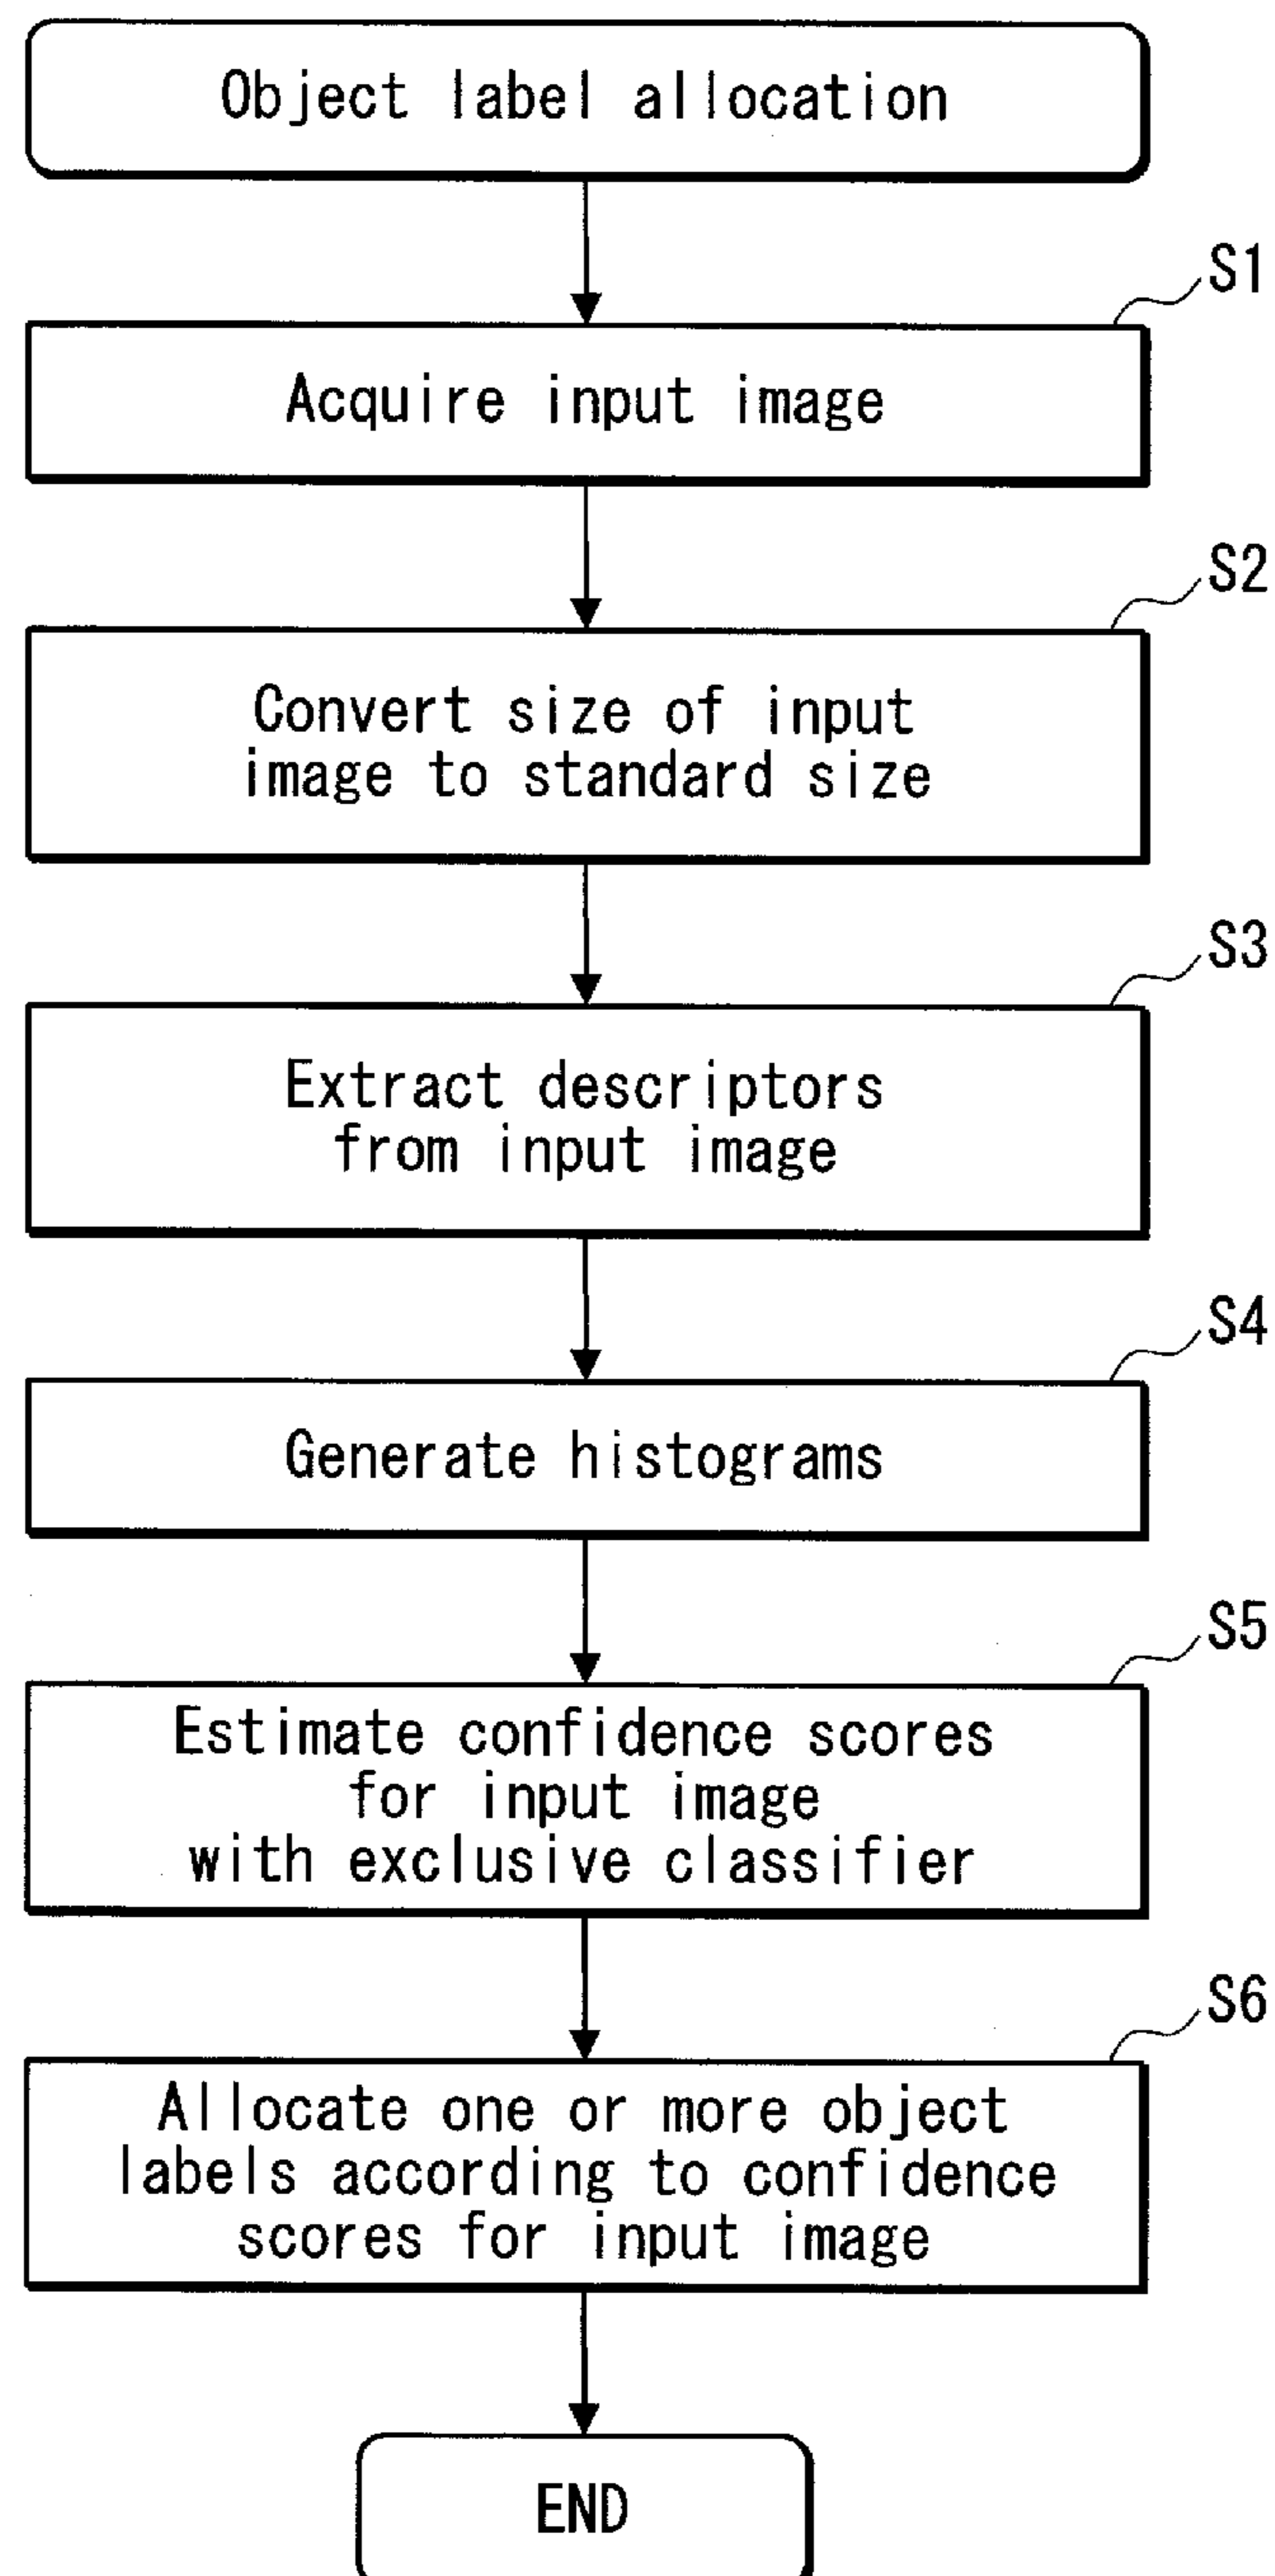 Object label allocation
S1
Acquire input image
S2
Convert size of input
image to standard size
S3
Extract descriptors
from input image
S4
Generate histograms
S5
Estimate confidence scores
for input image
with exclusive classifier
S6
Allocate one or more object
labels according to confidence
scores for input image
END